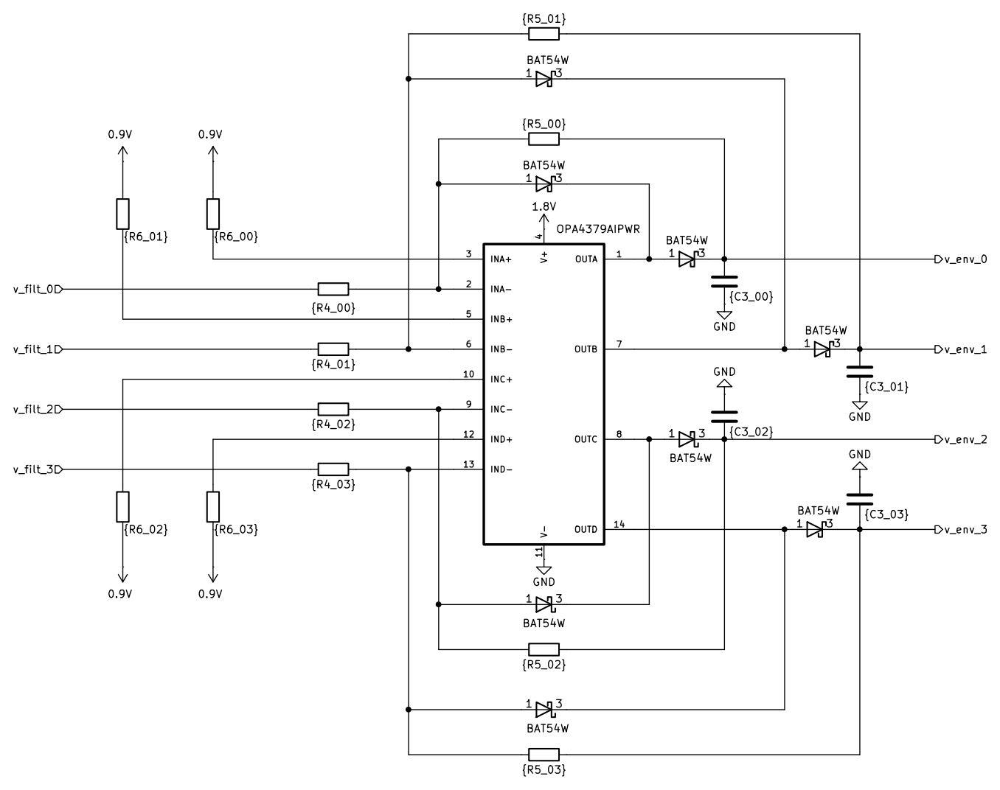 {R5_01}
BAT54W
1 3
{R5_00}
0.9V 0.9V
BAT54W
1 3
1.8V
OPA4379AIPWR
4
{R6_01} {R6_00}
BAT54W
3 INA+ V+ OUTA 1 1 3 v_env_0
v_filt_0 2 INA-
{R4_00} {C3_00}
5 INB+ GND
BAT54W
v_filt_1 6 INB- OUTB 7 1 3 v_env_1
{R4_01}
10 INC+ GND {C3_01}
v_filt_2 9 INC- GND
{R4_02} {C3_02}
12 IND+ OUTC 8 1 3 v_env_2
BAT54W GND
v_filt_3 13 IND-
{R4_03}
BAT54W {C3_03}
{R6_02} {R6_03} V- OUTD 14 1 3 v_env_3
11
GND
0.9V 0.9V
1 3
BAT54W
{R5_02}
1 3
BAT54W
{R5_03}